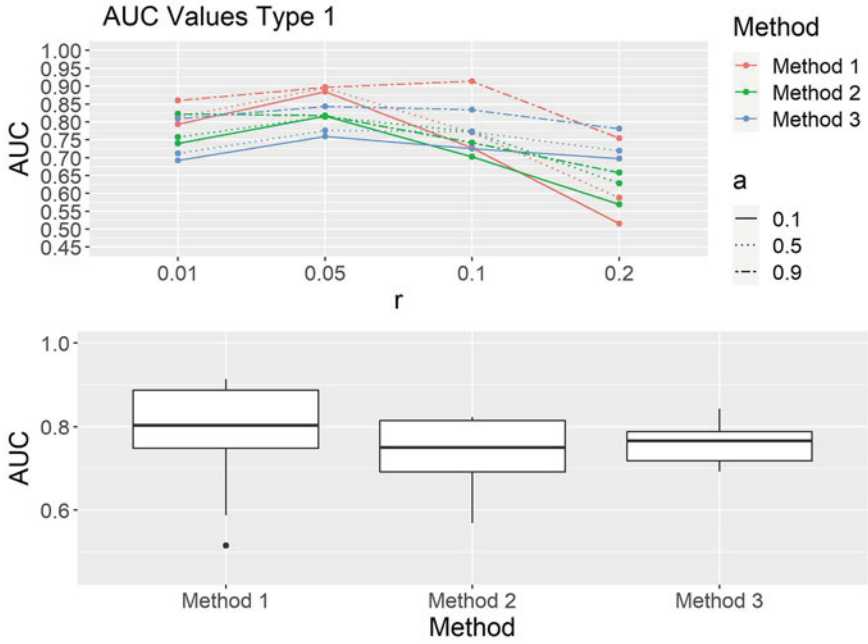 AUC Values Type 1
1.00
0.95
0.90
0.85
0.80
0.75
0.70
0.65
0.60
0.55
0.50
0.45
AUC
0.01 0.05 0.1 0.2
r
Method
Method 1
Method 2
Method 3
a
0.1
0.5
0.9
1.0
0.8
0.6
AUC
Method 1 Method 2 Method 3
Method